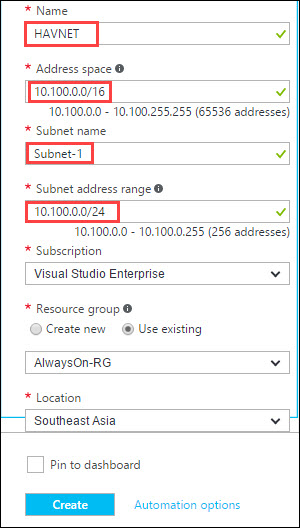 * Name
HAVNET
* Address space
10.100.0.0/16
10.100.0.0 - 10.100.255.255 (65536 addresses)
* Subnet name
Subnet-1
* Subnet address range
10.100.0.0/24
10.100.0.0 - 10.100.0.255 (256 addresses)
* Subscription
Visual Studio Enterprise
* Resource group
Create new Use existing
AlwaysOn-RG
* Location
Southeast Asia
Pin to dashboard
Create Automation options